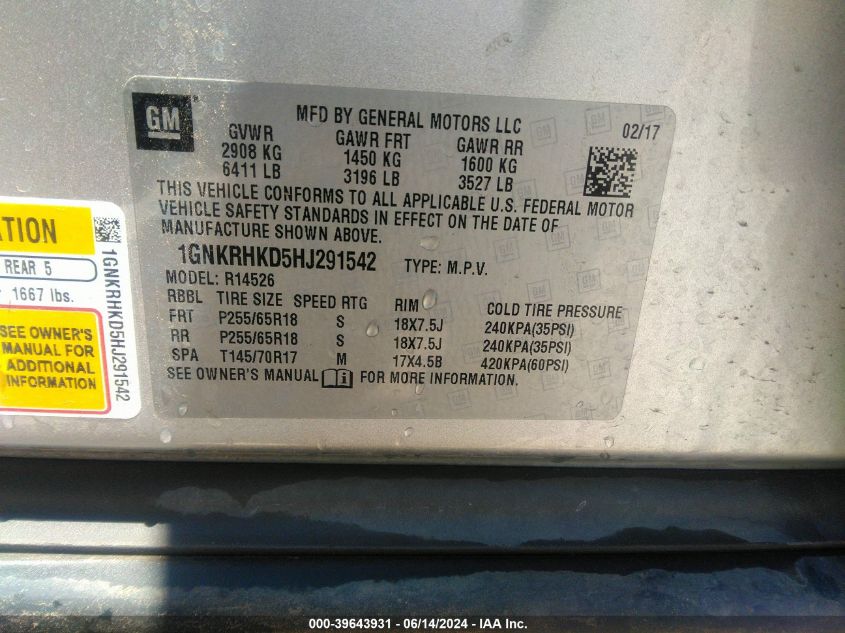 GM
MFD BY GENERAL MOTORS LLC
02/17
GVWR GAWR FRT GAWR RR
2908 KG 1450 KG 1600 KG
6411 LB 3196 LB 3527 LB
THIS VEHICLE CONFORMS TO ALL APPLICABLE U.S. FEDERAL MOTOR
VEHICLE SAFETY STANDARDS IN EFFECT ON THE DATE OF
MANUFACTURE SHOWN ABOVE.
1GNKRHKD5HJ291542 TYPE: M.P.V.
MODEL: R14526
RBBL TIRE SIZE SPEED RTG RIM COLD TIRE PRESSURE
FRT P255/65R18 S 18X7.5J 240KPA(35PSI)
RR P255/65R18 S 18X7.5J 240KPA(35PSI)
SPA T145/70R17 M 17X4.5B 420KPA(60PSI)
SEE OWNER'S MANUAL i FOR MORE INFORMATION.
ATION
REAR 5
1667 lbs.
SEE OWNER'S
MANUAL FOR
ADDITIONAL
INFORMATION
1GNKRHKD5HJ291542
000-39643931 - 06/14/2024 - IAA Inc.